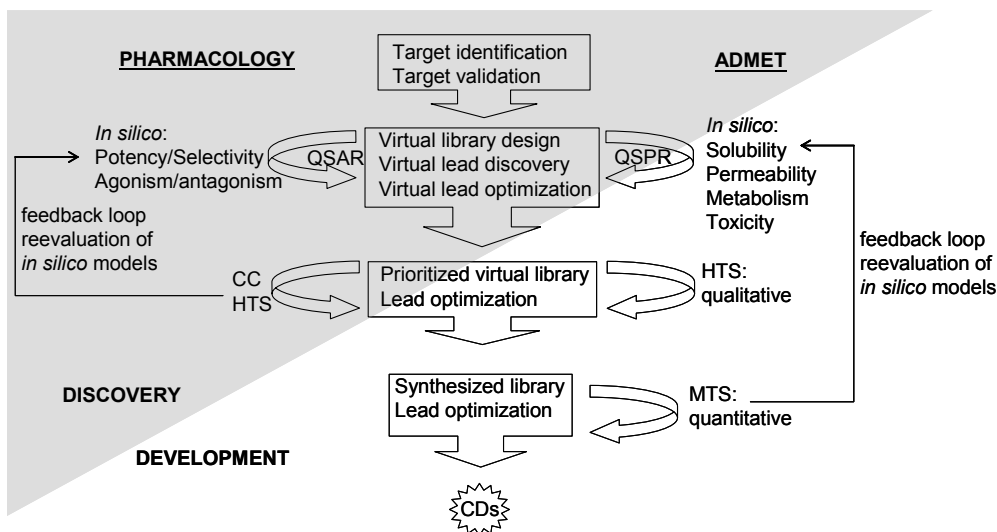 PHARMACOLOGY
Target identification
Target validation
ADMET
In silico:
Potency/Selectivity
Agonism/antagonism
QSAR
Virtual library design
Virtual lead discovery
Virtual lead optimization
QSPR
In silico:
Solubility
Permeability
Metabolism
Toxicity
feedback loop
reevaluation of
in silico models
feedback loop
reevaluation of
in silico models
CC
HTS
Prioritized virtual library
Lead optimization
HTS:
qualitative
DISCOVERY
Synthesized library
Lead optimization
MTS:
quantitative
DEVELOPMENT
CDs